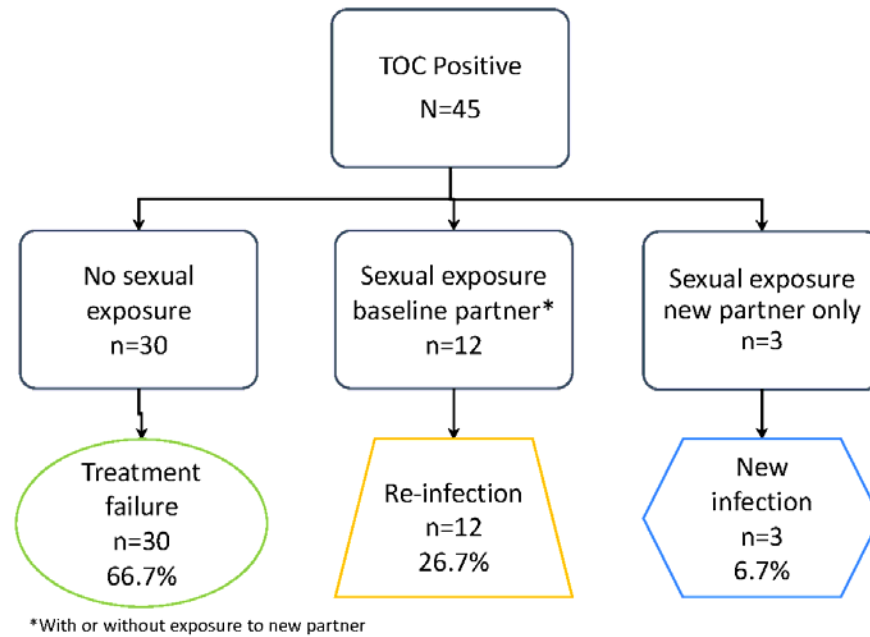 TOC Positive
N=45
No sexual
exposure
n=30
Sexual exposure
baseline partner*
n=12
Sexual exposure
new partner only
n=3
Treatment
failure
n=30
66.7%
Re-infection
n=12
26.7%
New
infection
n=3
6.7%
*With or without exposure to new partner